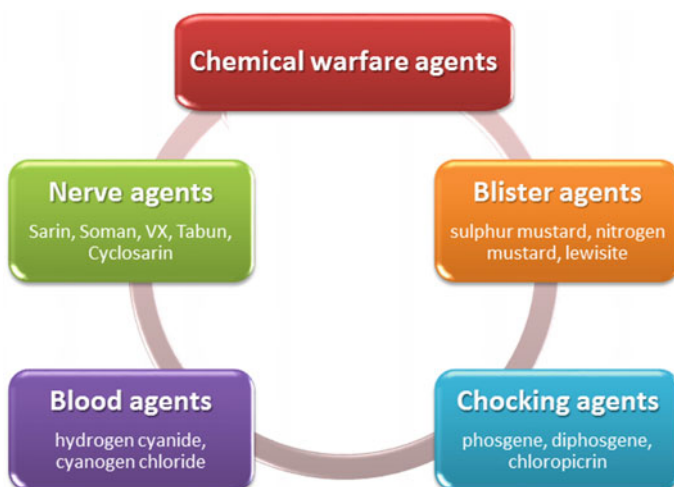 Chemical warfare agents
Nerve agents
Sarin, Soman, VX, Tabun,
Cyclosarin
Blister agents
sulphur mustard, nitrogen
mustard, lewisite
Blood agents
hydrogen cyanide,
cyanogen chloride
Chocking agents
phosgene, diphosgene,
chloropicrin